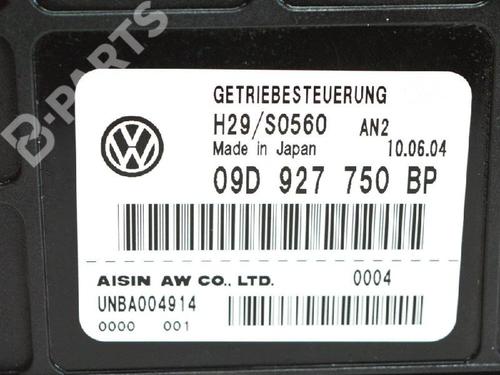 B-PARTS
GETRIEBESTEUERUNG
H29/S0560 AN2
Made in Japan 10.06.04
09D 927 750 BP
AISIN AW CO., LTD. 0004
UNBA004914
0000 001